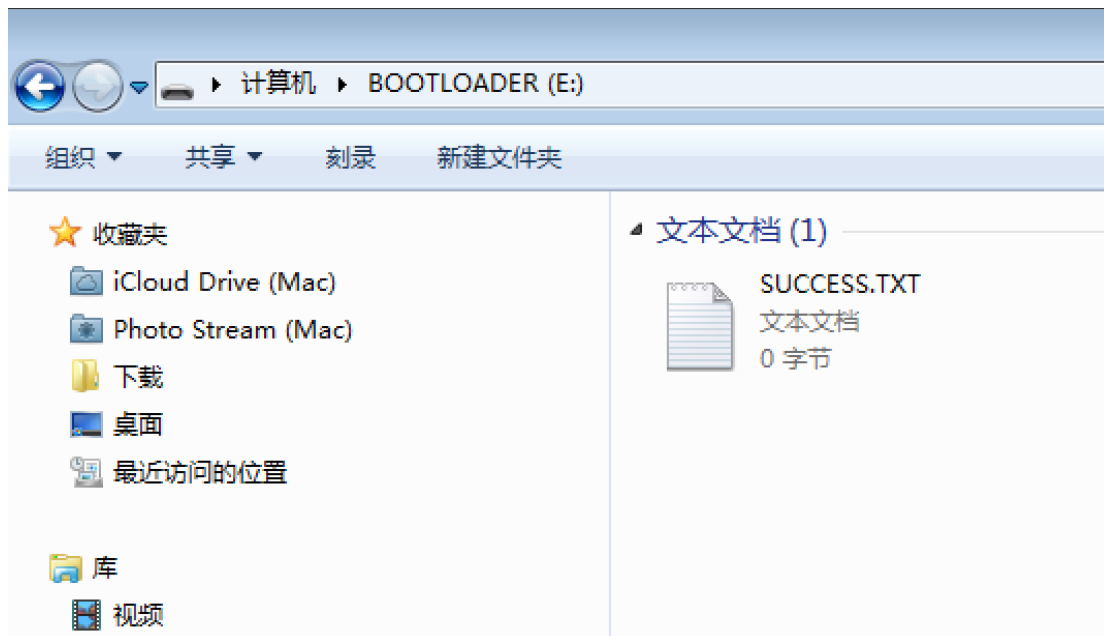 计算机 BOOTLOADER (E:)
组织 共享 刻录 新建文件夹
收藏夹
iCloud Drive (Mac)
Photo Stream (Mac)
下载
桌面
最近访问的位置
库
视频
文本文档 (1)
SUCCESS.TXT
文本文档
0 字节